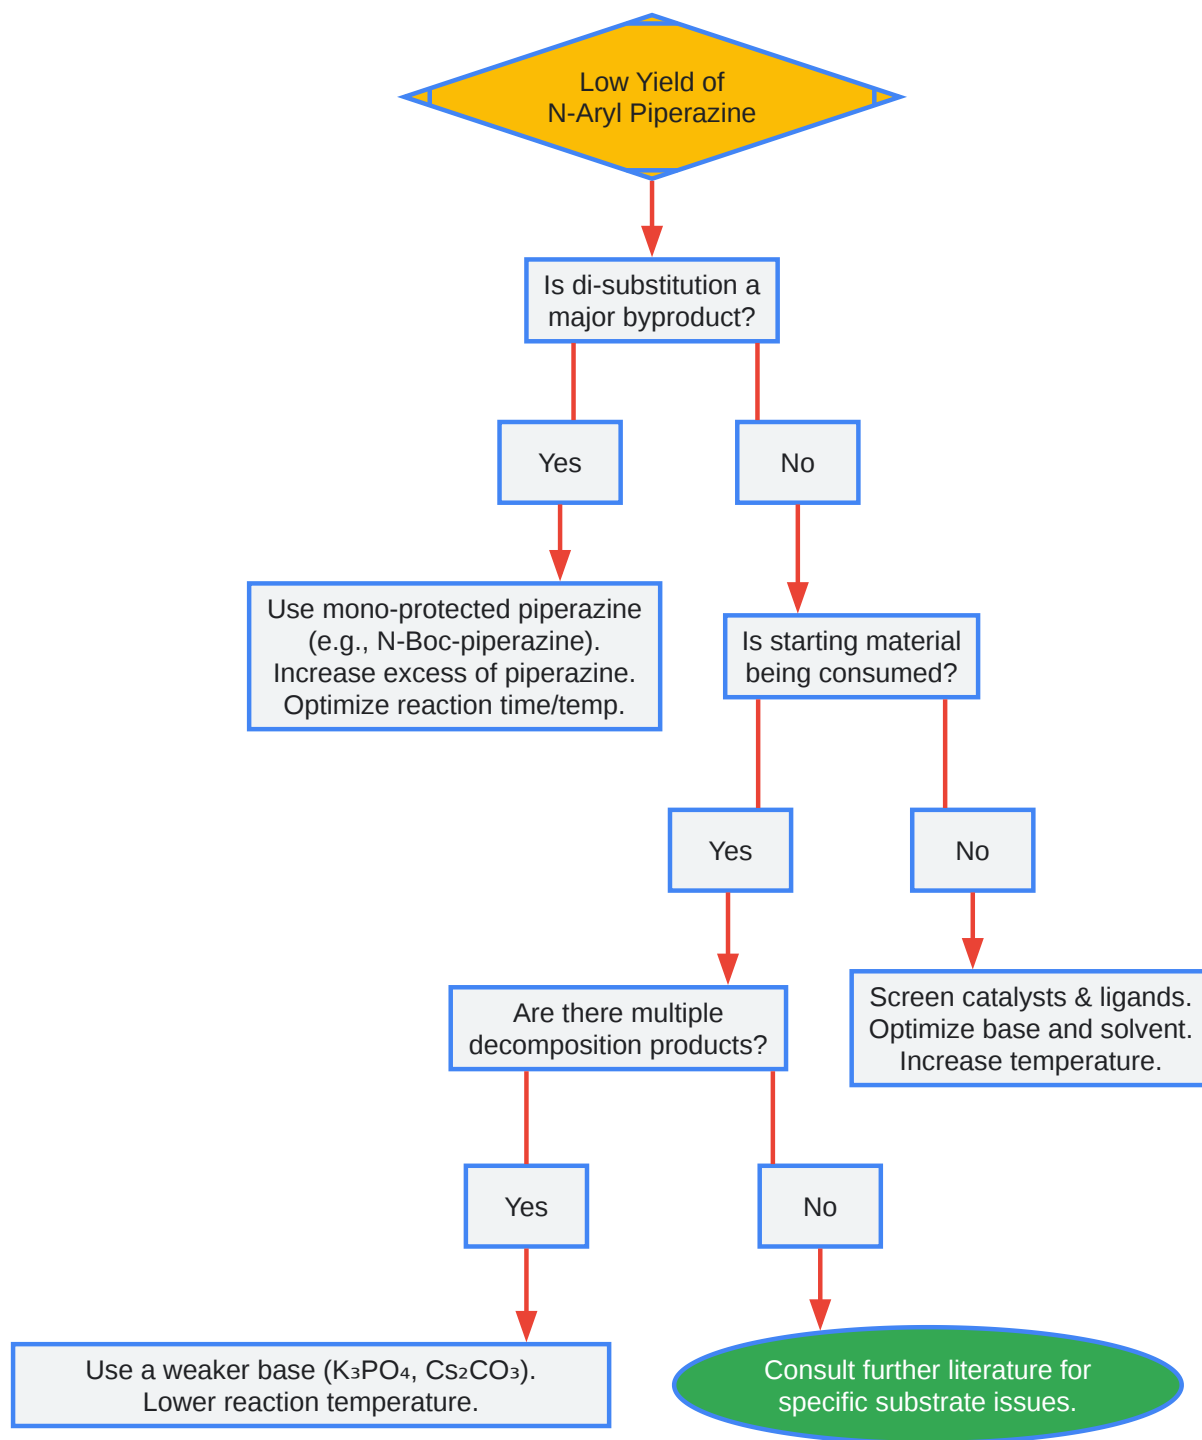 Low Yield of
N-Aryl Piperazine
Is di-substitution a
major byproduct?
Yes
No
Use mono-protected piperazine
(e.g., N-Boc-piperazine).
Increase excess of piperazine.
Optimize reaction time/temp.
Is starting material
being consumed?
Yes
No
Screen catalysts & ligands.
Optimize base and solvent.
Increase temperature.
Are there multiple
decomposition products?
Yes
No
Use a weaker base (K₃PO₄, Cs₂CO₃).
Lower reaction temperature.
Consult further literature for
specific substrate issues.